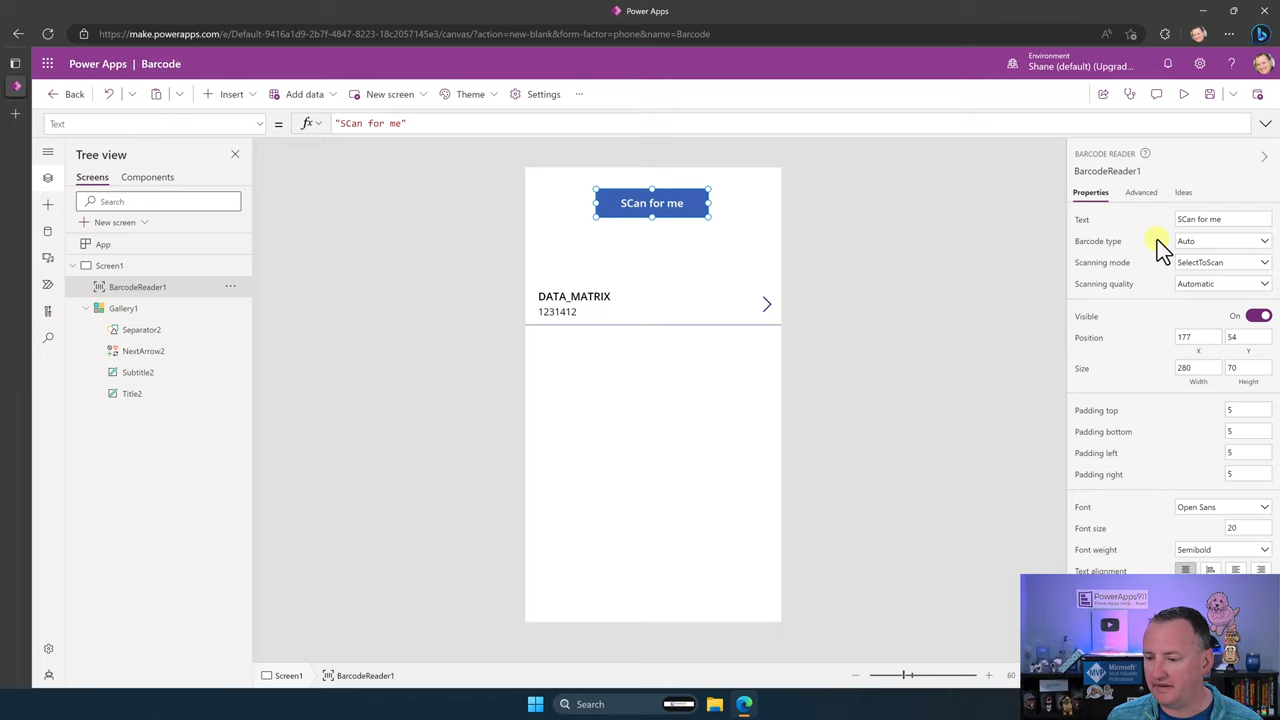 Power Apps
https://make.powerapps.com/e/Default-9416a1d9-2b7f-4847-8223-18c2057145e3/canvas/?action=new-blank&form-factor=phone&name=Barcode
Power Apps | Barcode
Environment
Shane (default) (Upgrad...
Back
Insert
Add data
New screen
Theme
Settings
Text
= fx "SCan for me"
Tree view
Screens
Components
Search
New screen
App
Screen1
BarcodeReader1
Gallery1
Separator2
NextArrow2
Subtitle2
Title2
SCan for me
DATA_MATRIX
1231412
BARCODE READER
BarcodeReader1
Properties
Advanced
Ideas
Text SCan for me
Barcode type Auto
Scanning mode SelectToScan
Scanning quality Automatic
Visible On
Position 177 54
X Y
Size 280 70
Width Height
Padding top 5
Padding bottom 5
Padding left 5
Padding right 5
Font Open Sans
Font size 20
Font weight Semibold
Text alignment
PowerApps911
Microsoft
Screen1
BarcodeReader1
60
Search